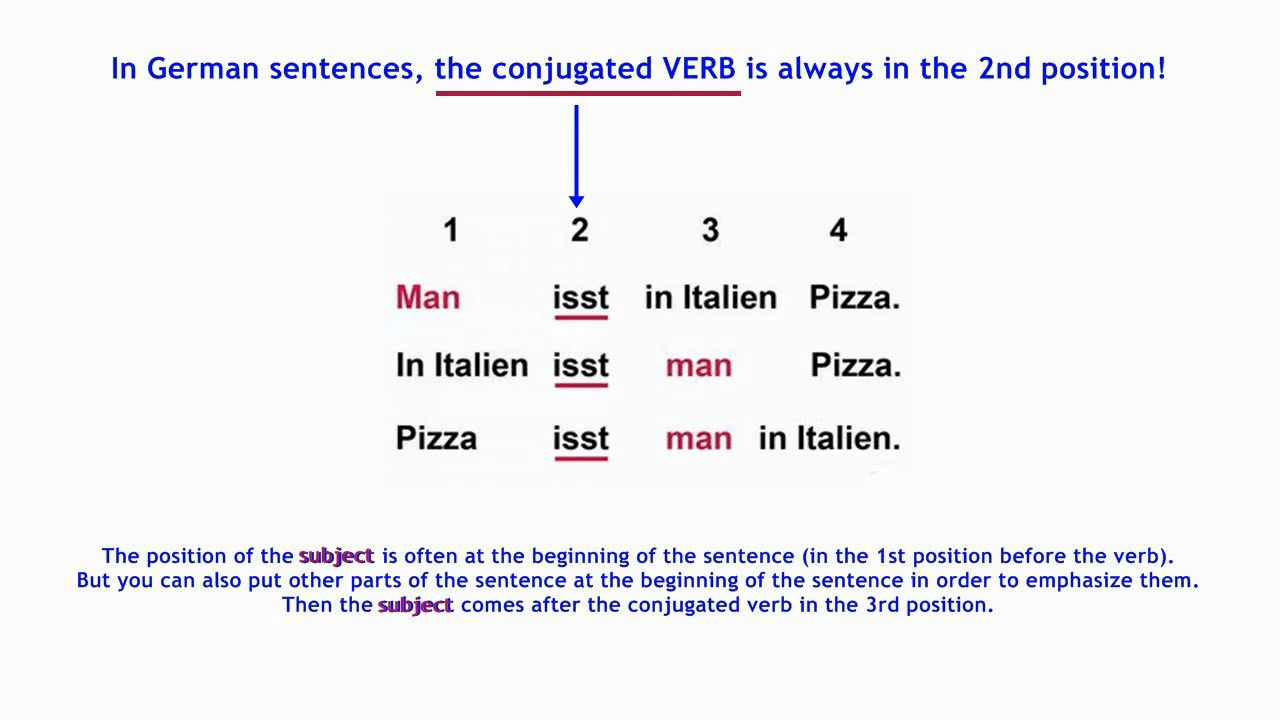 In German sentences, the conjugated VERB is always in the 2nd position!
1 2 3 4
Man isst in Italien Pizza.
In Italien isst man Pizza.
Pizza isst man in Italien.
The position of the subject is often at the beginning of the sentence (in the 1st position before the verb).
But you can also put other parts of the sentence at the beginning of the sentence in order to emphasize them.
Then the subject comes after the conjugated verb in the 3rd position.